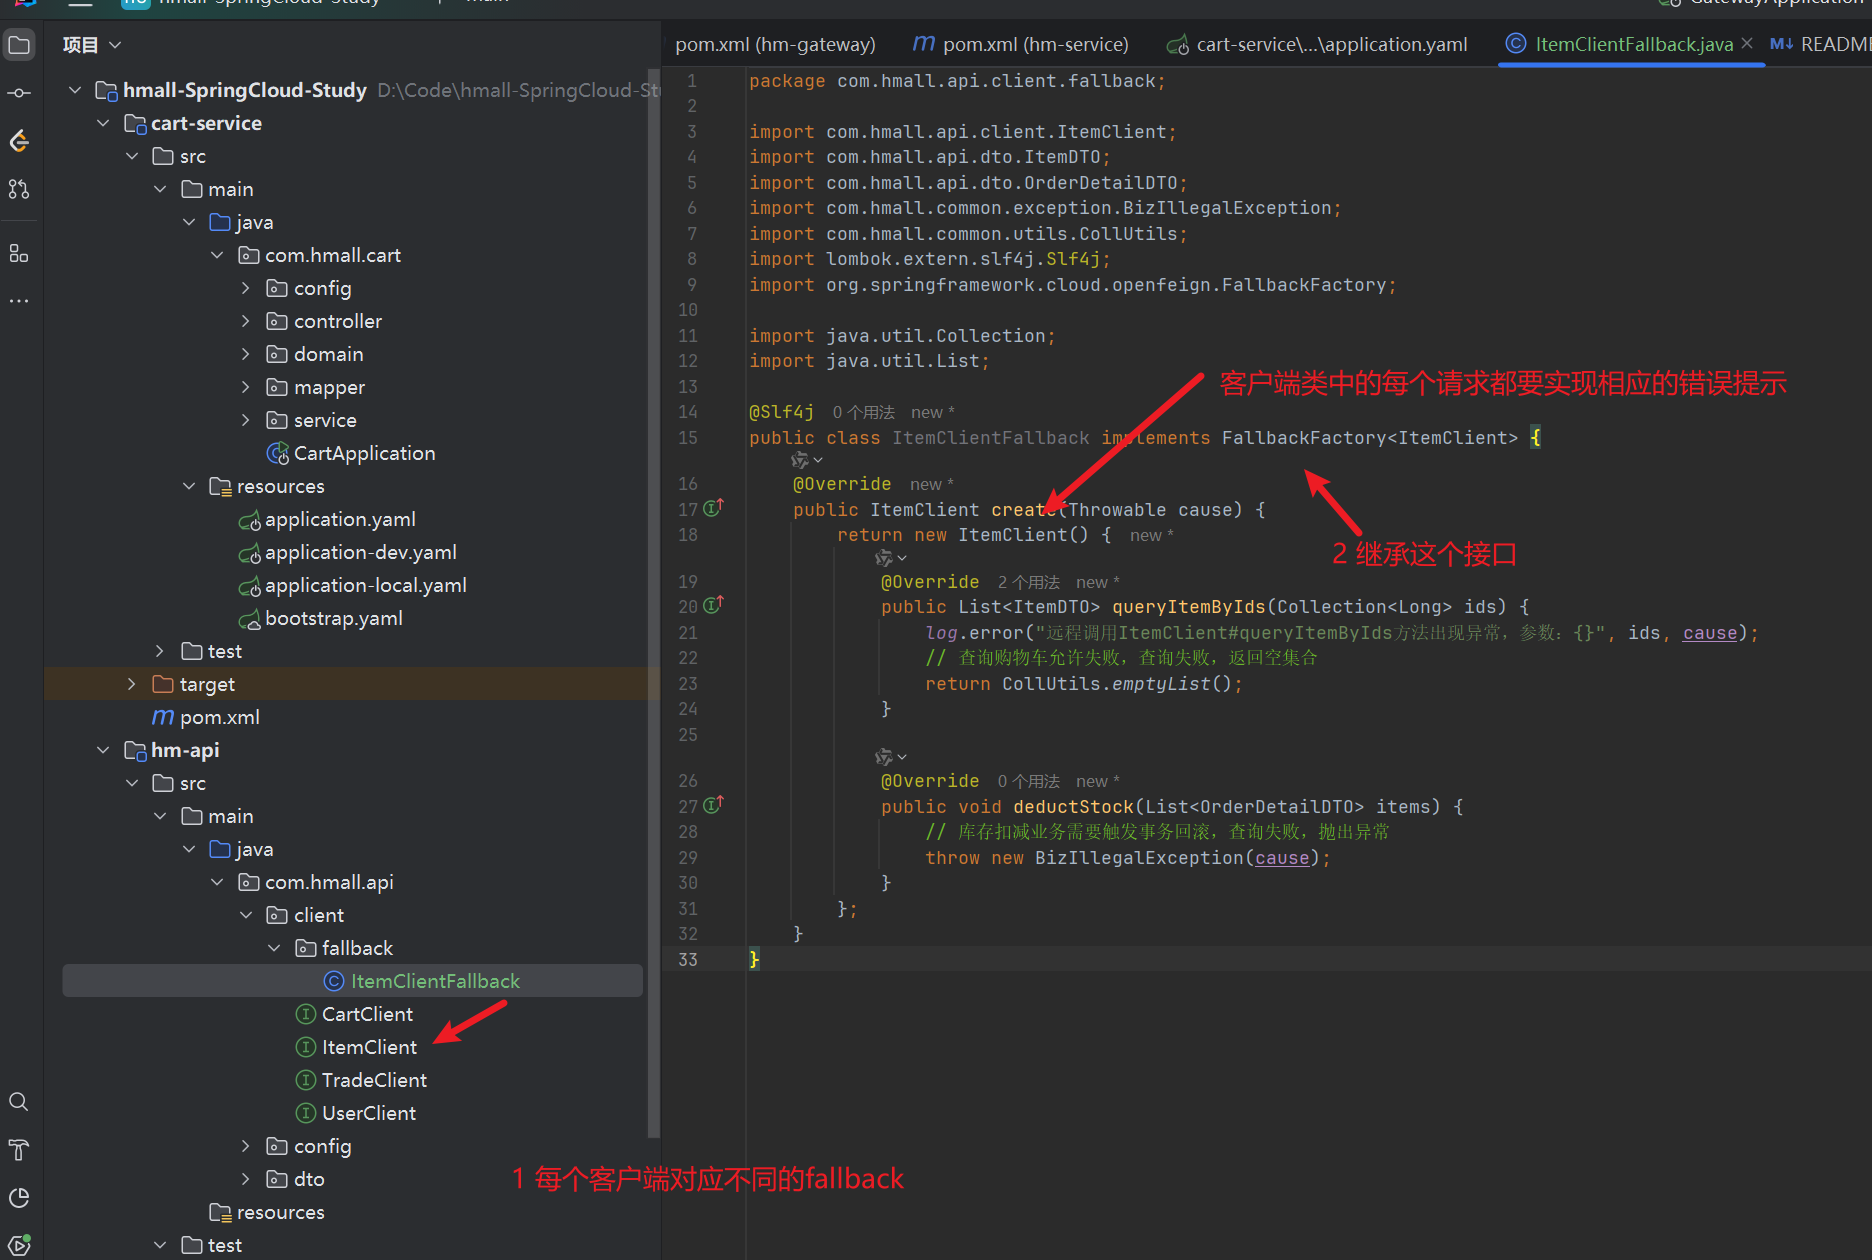 hmall-SpringCloud-Study
项目
hmall-SpringCloud-Study D:\Code\hmall-SpringCloud-St
cart-service
src
main
java
com.hmall.cart
config
controller
domain
mapper
service
CartApplication
resources
application.yaml
application-dev.yaml
application-local.yaml
bootstrap.yaml
test
target
pom.xml
hm-api
src
main
java
com.hmall.api
client
fallback
ItemClientFallback
CartClient
ItemClient
TradeClient
UserClient
config
dto
resources
test
1 每个客户端对应不同的fallback
GatewayApplication
pom.xml (hm-gateway) pom.xml (hm-service) cart-service\...\application.yaml ItemClientFallback.java README
1 package com.hmall.api.client.fallback;
2
3 import com.hmall.api.client.ItemClient;
4 import com.hmall.api.dto.ItemDTO;
5 import com.hmall.api.dto.OrderDetailDTO;
6 import com.hmall.common.exception.BizIllegalException;
7 import com.hmall.common.utils.CollUtils;
8 import lombok.extern.slf4j.Slf4j;
9 import org.springframework.cloud.openfeign.FallbackFactory;
10
11 import java.util.Collection;
12 import java.util.List;
13
客户端类中的每个请求都要实现相应的错误提示
14 @Slf4j 0 个用法 new *
15 public class ItemClientFallback implements FallbackFactory<ItemClient> {
16 @Override new *
17 public ItemClient create(Throwable cause) {
18 return new ItemClient() { new *
2 继承这个接口
19 @Override 2 个用法 new *
20 public List<ItemDTO> queryItemByIds(Collection<Long> ids) {
21 log.error("远程调用ItemClient#queryItemByIds方法出现异常，参数：{}", ids, cause);
22 // 查询购物车允许失败，查询失败，返回空集合
23 return CollUtils.emptyList();
24 }
25
26 @Override 0 个用法 new *
27 public void deductStock(List<OrderDetailDTO> items) {
28 // 库存扣减业务需要触发事务回滚，查询失败，抛出异常
29 throw new BizIllegalException(cause);
30 }
31 };
32 }
33 }